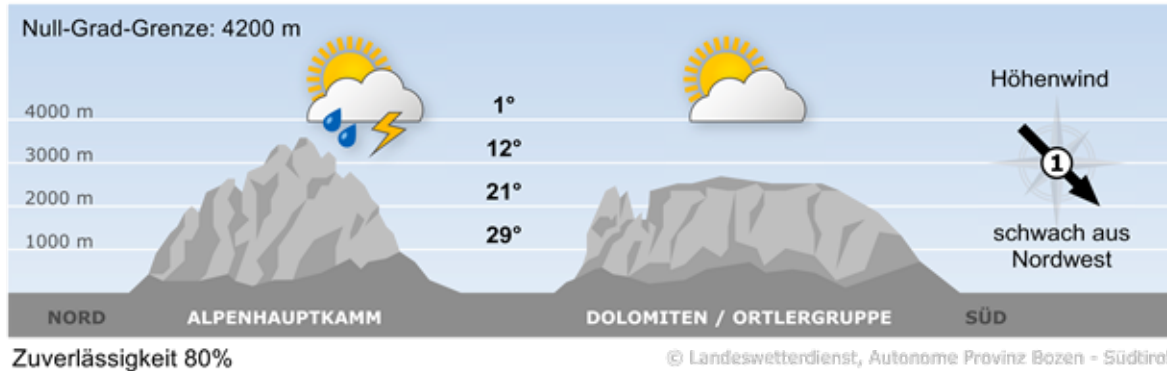 Null-Grad-Grenze: 4200 m
Höhenwind
4000 m
1°
3000 m
12°
1
2000 m
21°
1000 m
29°
schwach aus
Nordwest
NORD
ALPENHAUPTKAMM
DOLOMITEN / ORTLERGRUPPE
SÜD
Zuverlässigkeit 80%
© Landeswetterdienst, Autonome Provinz Bozen - Südtirol